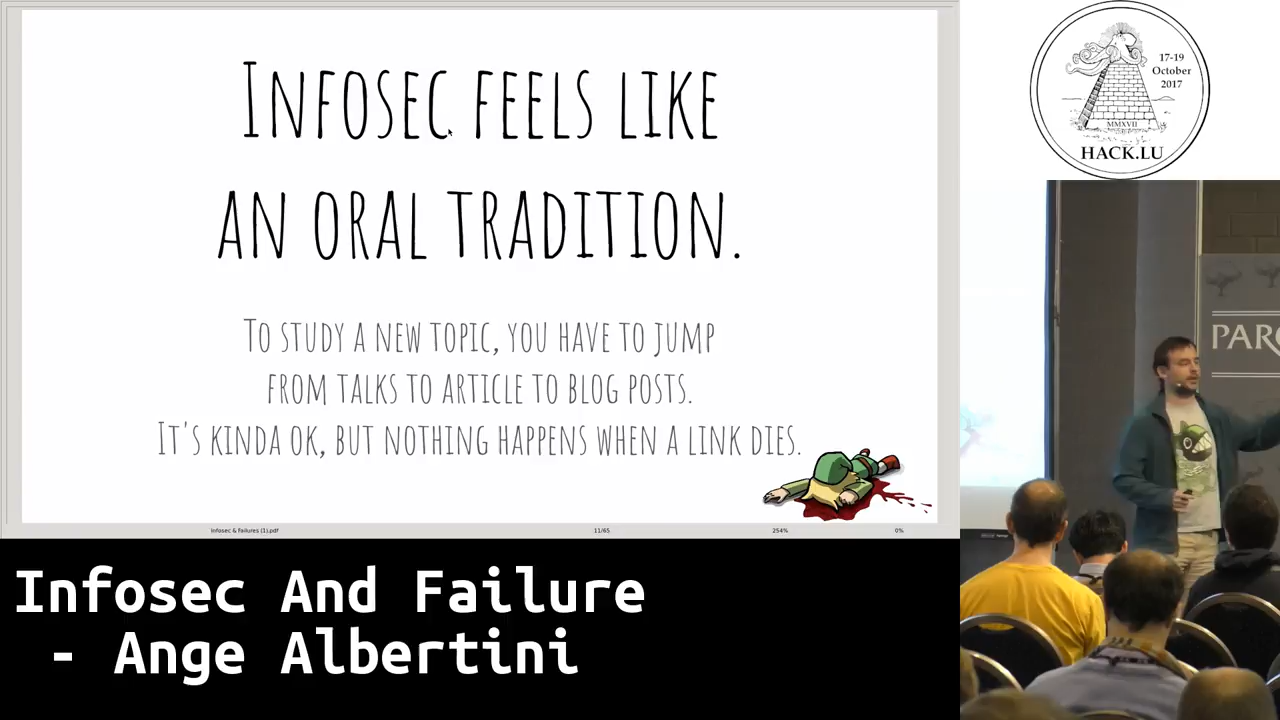 INFOSEC FEELS LIKE
AN ORAL TRADITION.
TO STUDY A NEW TOPIC, YOU HAVE TO JUMP
FROM TALKS TO ARTICLE TO BLOG POSTS.
IT'S KINDA OK, BUT NOTHING HAPPENS WHEN A LINK DIES.
Infosec & Failures (1).pdf
11/65
254%
0%
Infosec And Failure
- Ange Albertini
17-19
October
2017
MMXVII
HACK.LU